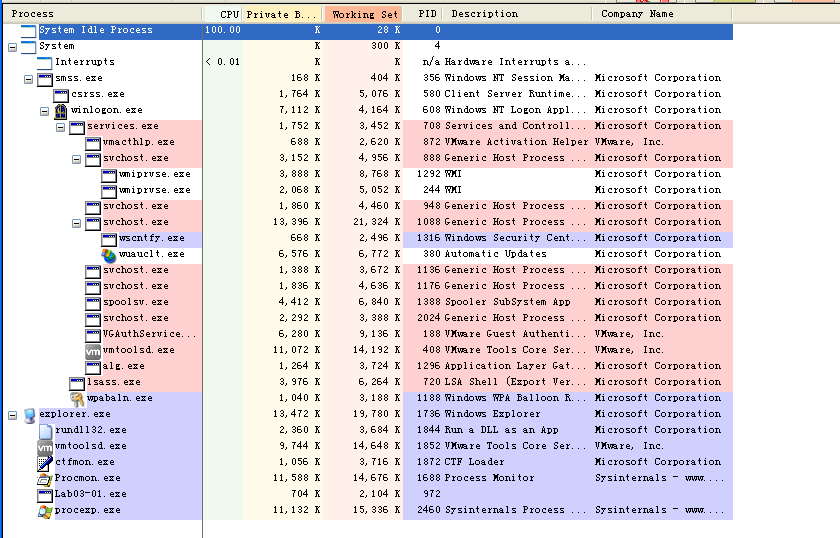 Process CPU Private B... Working Set PID Description Company Name
System Idle Process 100.00 K 28 K 0
System K 300 K 4
Interrupts < 0.01 K K n/a Hardware Interrupts a...
smss.exe 168 K 404 K 356 Windows NT Session Ma... Microsoft Corporation
csrss.exe 1,764 K 5,076 K 580 Client Server Runtime... Microsoft Corporation
winlogon.exe 7,112 K 4,164 K 608 Windows NT Logon Appl... Microsoft Corporation
services.exe 1,752 K 3,452 K 708 Services and Controll... Microsoft Corporation
vmacthlp.exe 688 K 2,620 K 872 VMware Activation Helper VMware, Inc.
svchost.exe 3,152 K 4,956 K 888 Generic Host Process ... Microsoft Corporation
wmiprvse.exe 3,888 K 8,768 K 1292 WMI Microsoft Corporation
wmiprvse.exe 2,068 K 5,052 K 244 WMI Microsoft Corporation
svchost.exe 1,860 K 4,460 K 948 Generic Host Process ... Microsoft Corporation
svchost.exe 13,396 K 21,324 K 1088 Generic Host Process ... Microsoft Corporation
wscntfy.exe 668 K 2,496 K 1316 Windows Security Cent... Microsoft Corporation
wuauclt.exe 6,576 K 6,772 K 380 Automatic Updates Microsoft Corporation
svchost.exe 1,388 K 3,672 K 1136 Generic Host Process ... Microsoft Corporation
svchost.exe 1,836 K 4,636 K 1176 Generic Host Process ... Microsoft Corporation
spoolsv.exe 4,412 K 6,840 K 1388 Spooler SubSystem App Microsoft Corporation
svchost.exe 2,292 K 3,388 K 2024 Generic Host Process ... Microsoft Corporation
VGAuthService... 6,280 K 9,136 K 188 VMware Guest Authenti... VMware, Inc.
vm vmtoolsd.exe 11,072 K 14,192 K 408 VMware Tools Core Ser... VMware, Inc.
alg.exe 1,264 K 3,724 K 1296 Application Layer Gat... Microsoft Corporation
lsass.exe 3,976 K 6,264 K 720 LSA Shell (Export Ver... Microsoft Corporation
wpabaln.exe 1,040 K 3,188 K 1188 Windows WPA Balloon R... Microsoft Corporation
explorer.exe 13,472 K 19,780 K 1736 Windows Explorer Microsoft Corporation
rundll32.exe 2,360 K 3,684 K 1844 Run a DLL as an App Microsoft Corporation
vm vmtoolsd.exe 9,744 K 14,648 K 1852 VMware Tools Core Ser... VMware, Inc.
ctfmon.exe 1,056 K 3,716 K 1872 CTF Loader Microsoft Corporation
Procmon.exe 11,588 K 14,676 K 1688 Process Monitor Sysinternals - www....
Lab03-01.exe 704 K 2,104 K 972
procexp.exe 11,132 K 15,336 K 2460 Sysinternals Process ... Sysinternals - www....